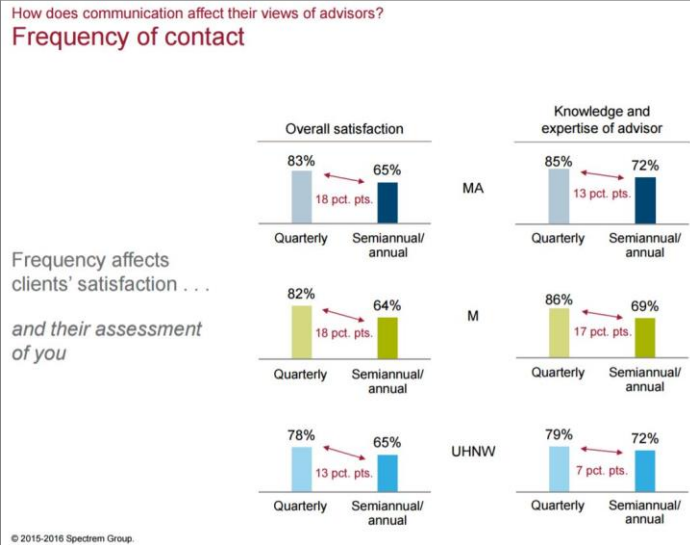 How does communication affect their views of advisors?
Frequency of contact
Overall satisfaction
Knowledge and
expertise of advisor
83%
65%
18 pct. pts.
Quarterly
Semiannual/
annual
MA
85%
72%
13 pct. pts.
Quarterly
Semiannual/
annual
Frequency affects
clients' satisfaction . . .
and their assessment
of you
82%
64%
18 pct. pts.
Quarterly
Semiannual/
annual
M
86%
69%
17 pct. pts.
Quarterly
Semiannual/
annual
78%
65%
13 pct. pts.
Quarterly
Semiannual/
annual
UHNW
79%
72%
7 pct. pts.
Quarterly
Semiannual/
annual
© 2015-2016 Spectrem Group.